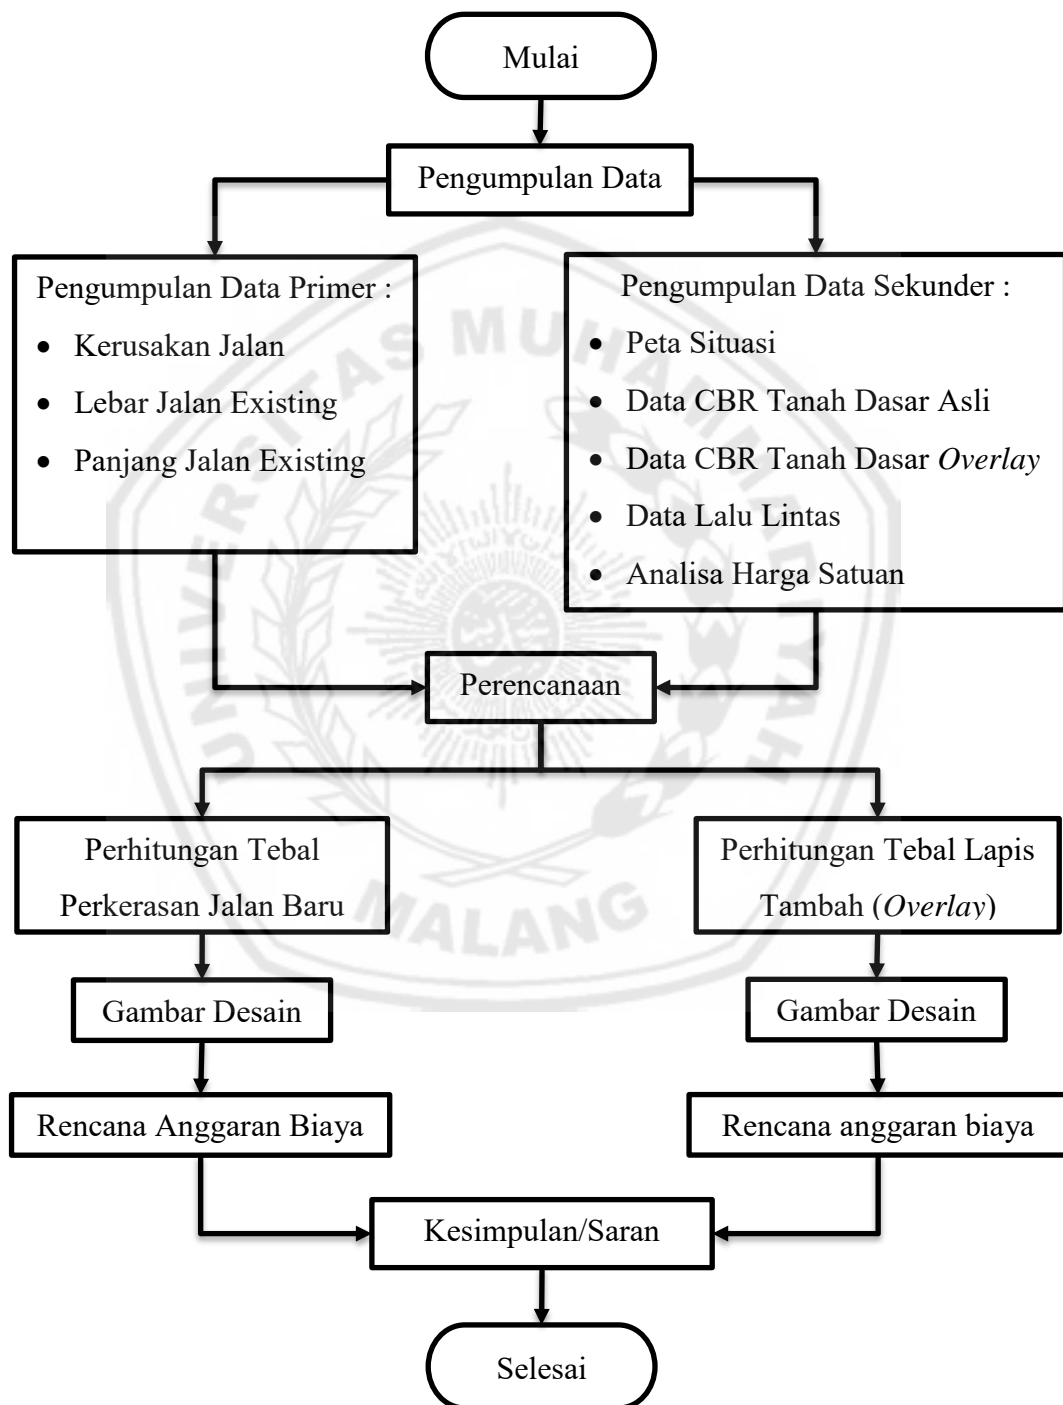 Mulai
Pengumpulan Data
Pengumpulan Data Primer :
• Kerusakan Jalan
• Lebar Jalan Existing
• Panjang Jalan Existing
Pengumpulan Data Sekunder :
• Peta Situasi
• Data CBR Tanah Dasar Asli
• Data CBR Tanah Dasar Overlay
• Data Lalu Lintas
• Analisa Harga Satuan
Perencanaan
Perhitungan Tebal
Perkerasan Jalan Baru
Perhitungan Tebal Lapis
Tambah (Overlay)
Gambar Desain
Gambar Desain
Rencana Anggaran Biaya
Rencana anggaran biaya
Kesimpulan/Saran
Selesai
UNIVERSITAS MUHAMMADIYAH
MALANG